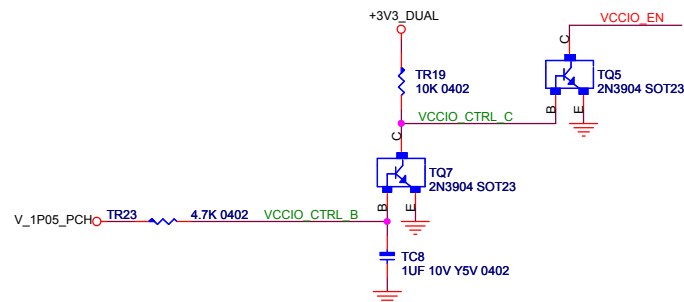 +3V3_DUAL
VCCIO_EN
C
TR19
10K 0402
TQ5
2N3904 SOT23
B
E
VCCIO_CTRL_C
C
TQ7
2N3904 SOT23
B
E
V_1P05_PCH
TR23
4.7K 0402
VCCIO_CTRL_B
TC8
1UF 10V Y5V 0402